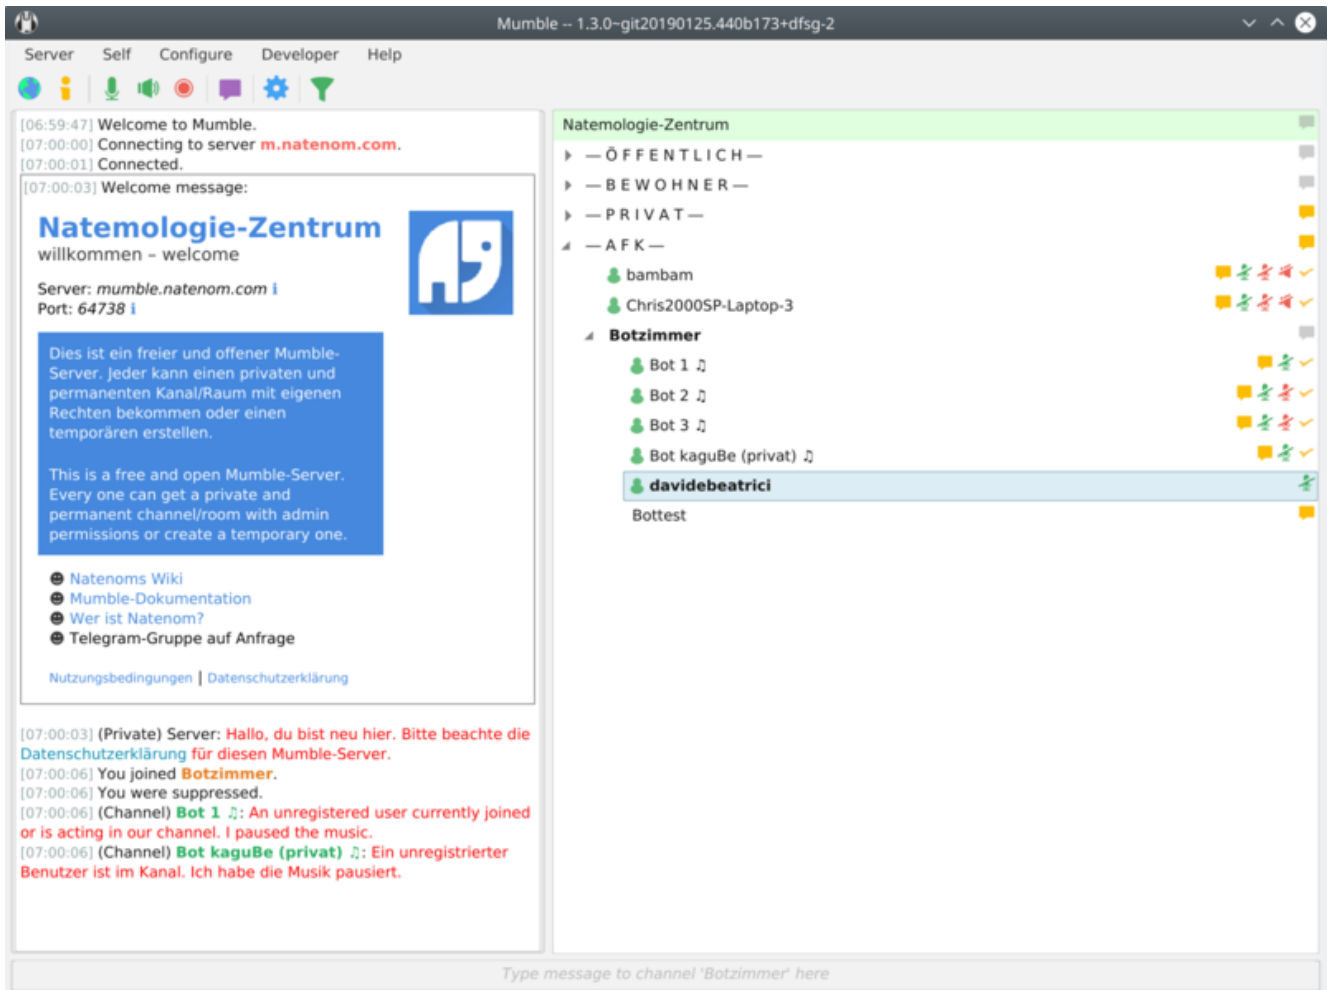 Mumble -- 1.3.0~git20190125.440b173+dfsg-2
Server Self Configure Developer Help
[06:59:47] Welcome to Mumble.
[07:00:00] Connecting to server m.natenom.com.
[07:00:01] Connected.
[07:00:03] Welcome message:
Natemologie-Zentrum
willkommen – welcome
Server: mumble.natenom.com ℹ
Port: 64738 ℹ
Dies ist ein freier und offener Mumble-
Server. Jeder kann einen privaten und
permanenten Kanal/Raum mit eigenen
Rechten bekommen oder einen
temporären erstellen.
This is a free and open Mumble-Server.
Every one can get a private and
permanent channel/room with admin
permissions or create a temporary one.
Natenoms Wiki
Mumble-Dokumentation
Wer ist Natenom?
Telegram-Gruppe auf Anfrage
Nutzungsbedingungen | Datenschutzerklärung
[07:00:03] (Private) Server: Hallo, du bist neu hier. Bitte beachte die
Datenschutzerklärung für diesen Mumble-Server.
[07:00:06] You joined Botzimmer.
[07:00:06] You were suppressed.
[07:00:06] (Channel) Bot 1 ♫: An unregistered user currently joined
or is acting in our channel. I paused the music.
[07:00:06] (Channel) Bot kaguBe (privat) ♫: Ein unregistrierter
Benutzer ist im Kanal. Ich habe die Musik pausiert.
Natemologie-Zentrum
— Ö F F E N T L I C H —
— B E W O H N E R —
— P R I V A T —
— A F K —
bambam
Chris2000SP-Laptop-3
Botzimmer
Bot 1 ♫
Bot 2 ♫
Bot 3 ♫
Bot kaguBe (privat) ♫
davidebeatrici
Bottest
Type message to channel 'Botzimmer' here